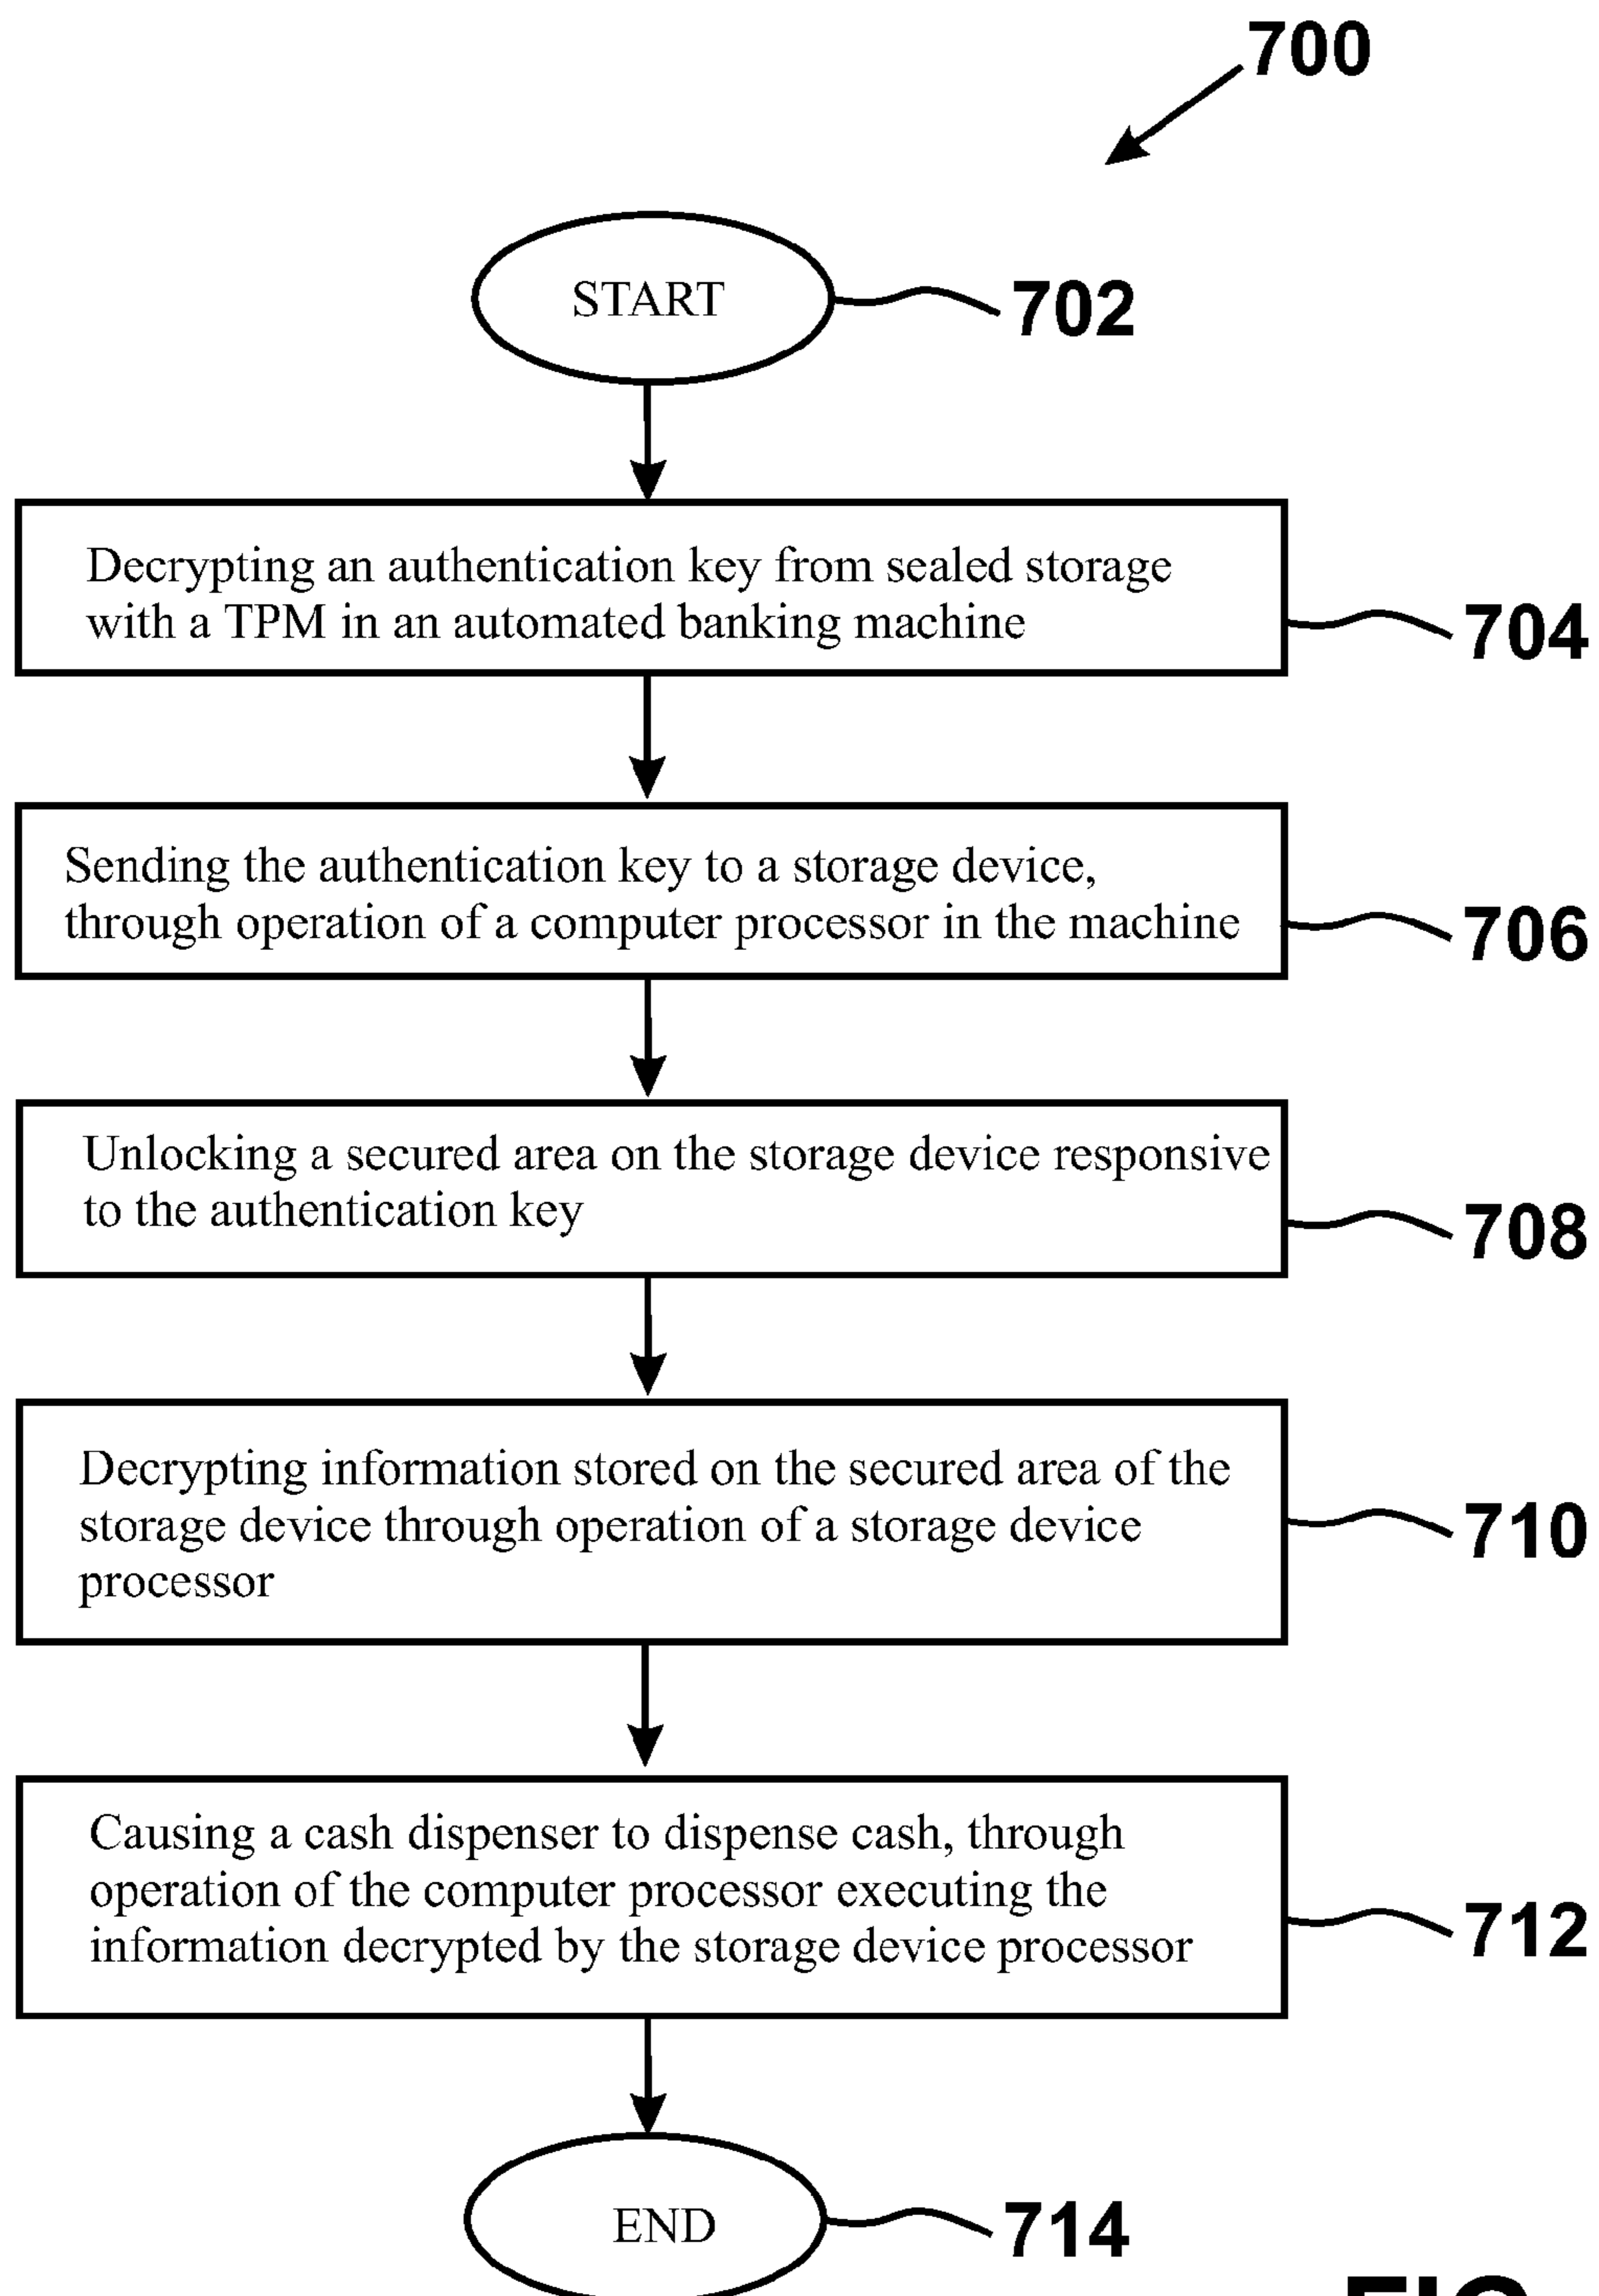 700
START
702
Decrypting an authentication key from sealed storage
with a TPM in an automated banking machine
704
Sending the authentication key to a storage device,
through operation of a computer processor in the machine
706
Unlocking a secured area on the storage device responsive
to the authentication key
708
Decrypting information stored on the secured area of the
storage device through operation of a storage device
processor
710
Causing a cash dispenser to dispense cash, through
operation of the computer processor executing the
information decrypted by the storage device processor
712
END
714